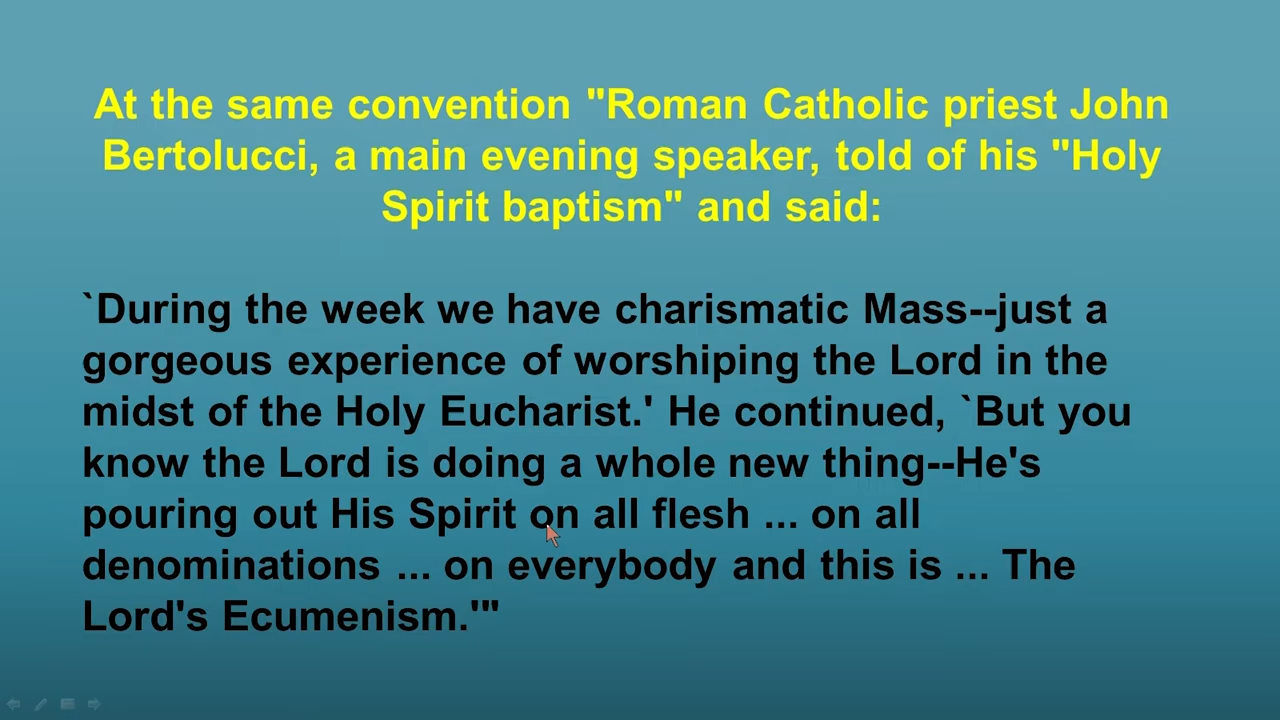 At the same convention "Roman Catholic priest John
Bertolucci, a main evening speaker, told of his "Holy
Spirit baptism" and said:
`During the week we have charismatic Mass--just a
gorgeous experience of worshiping the Lord in the
midst of the Holy Eucharist.' He continued, `But you
know the Lord is doing a whole new thing--He's
pouring out His Spirit on all flesh ... on all
denominations ... on everybody and this is ... The
Lord's Ecumenism.'"